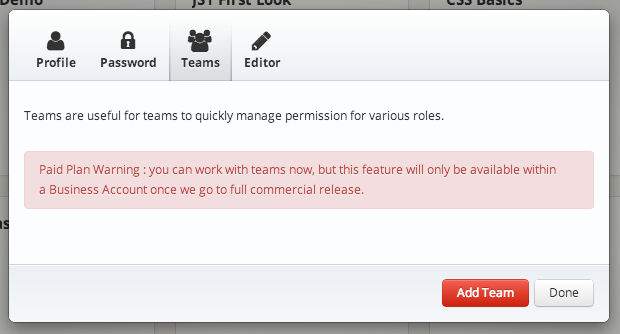 Demo
JS1 First Look
CSS Basics
Profile
Password
Teams
Editor
Teams are useful for teams to quickly manage permission for various roles.
Paid Plan Warning : you can work with teams now, but this feature will only be available within
a Business Account once we go to full commercial release.
Add Team
Done